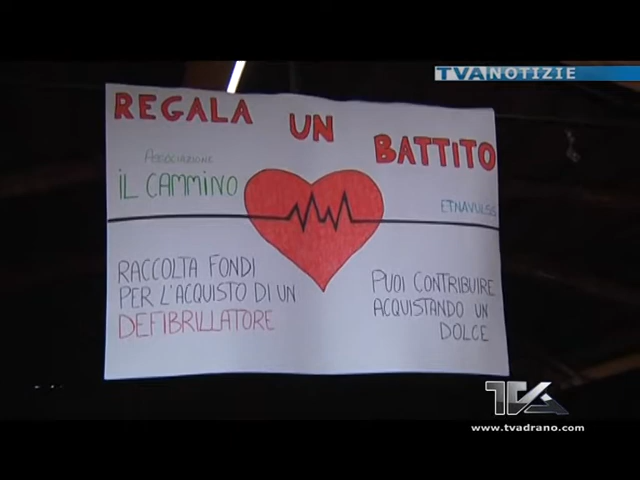 TVANOTIZIE
REGALA UN BATTITO
ASSOCIAZIONE
IL CAMMINO
ETNAVULSS
RACCOLTA FONDI
PER L'ACQUISTO DI UN
DEFIBRILLATORE
PUOI CONTRIBUIRE
ACQUISTANDO UN
DOLCE
TVA
www.tvadrano.com